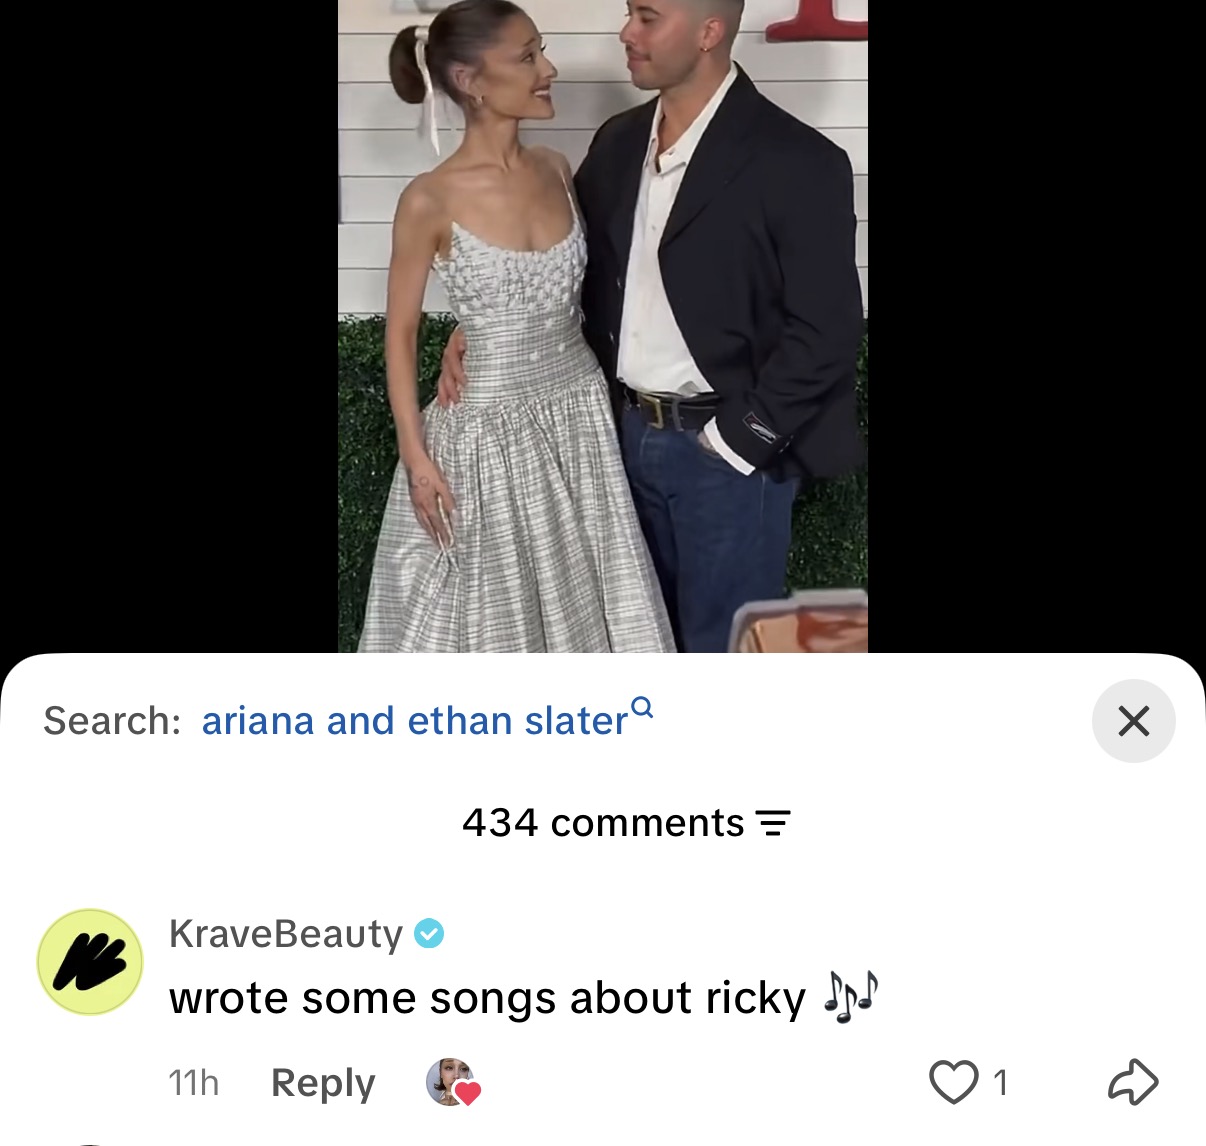 Search: ariana and ethan slater
434 comments
KraveBeauty
wrote some songs about ricky 🎶
11h Reply 1